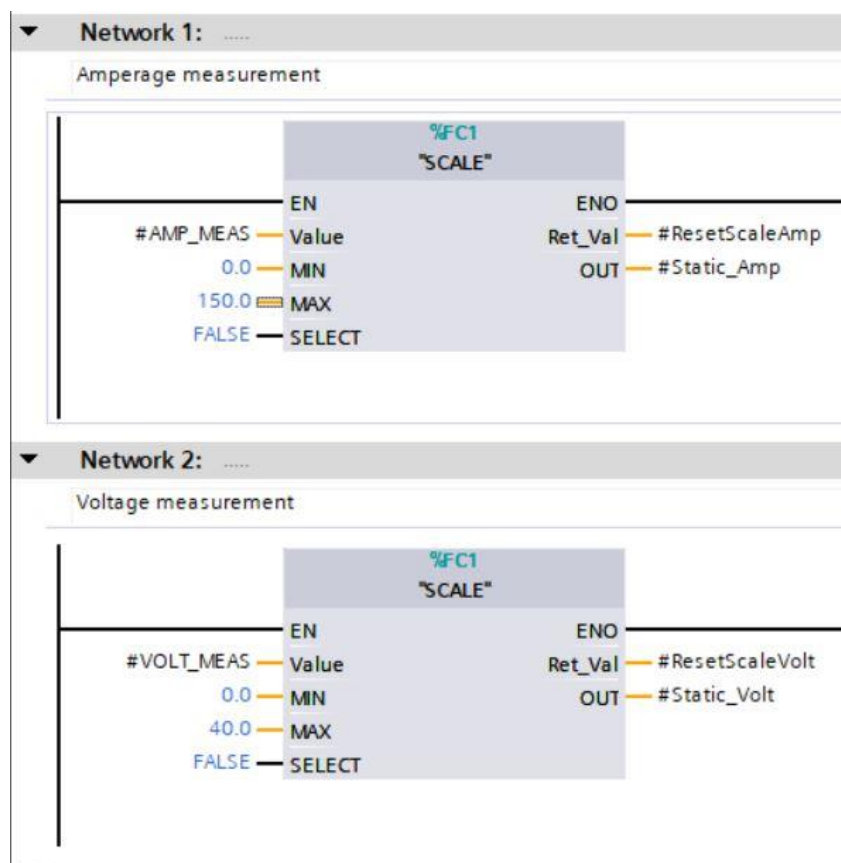 Network 1: .....
Amperage measurement
%FC1
"SCALE"
EN ENO
#AMP_MEAS Value Ret_Val #ResetScaleAmp
0.0 MIN OUT #Static_Amp
150.0 MAX
FALSE SELECT
Network 2: .....
Voltage measurement
%FC1
"SCALE"
EN ENO
#VOLT_MEAS Value Ret_Val #ResetScaleVolt
0.0 MIN OUT #Static_Volt
40.0 MAX
FALSE SELECT